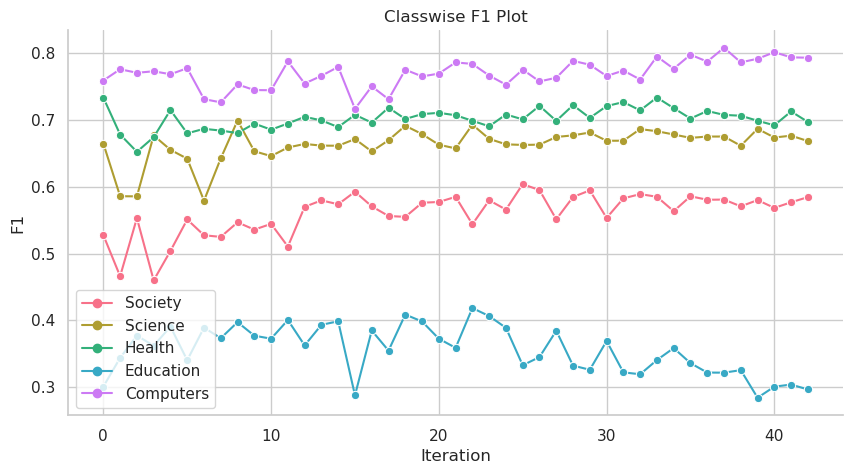 Classwise F1 Plot
F1
0.8
0.7
0.6
0.5
0.4
0.3
Society
Science
Health
Education
Computers
0 10 20 30 40
Iteration